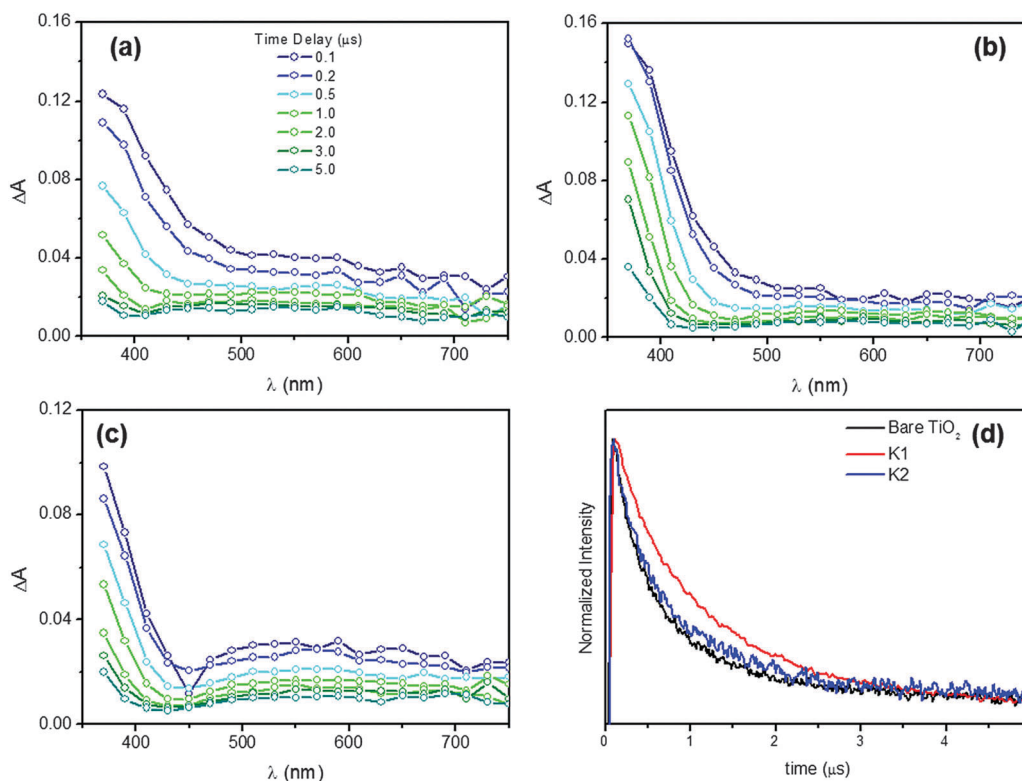 (a)
Time Delay (μs)
0.1
0.2
0.5
1.0
2.0
3.0
5.0
0.16
0.12
0.08
0.04
0.00
ΔA
400 500 600 700
λ (nm)
(b)
0.16
0.12
0.08
0.04
0.00
ΔA
400 500 600 700
λ (nm)
(c)
0.12
0.08
0.04
0.00
ΔA
400 500 600 700
λ (nm)
(d)
Bare TiO₂
K1
K2
Normalized Intensity
0 1 2 3 4
time (μs)